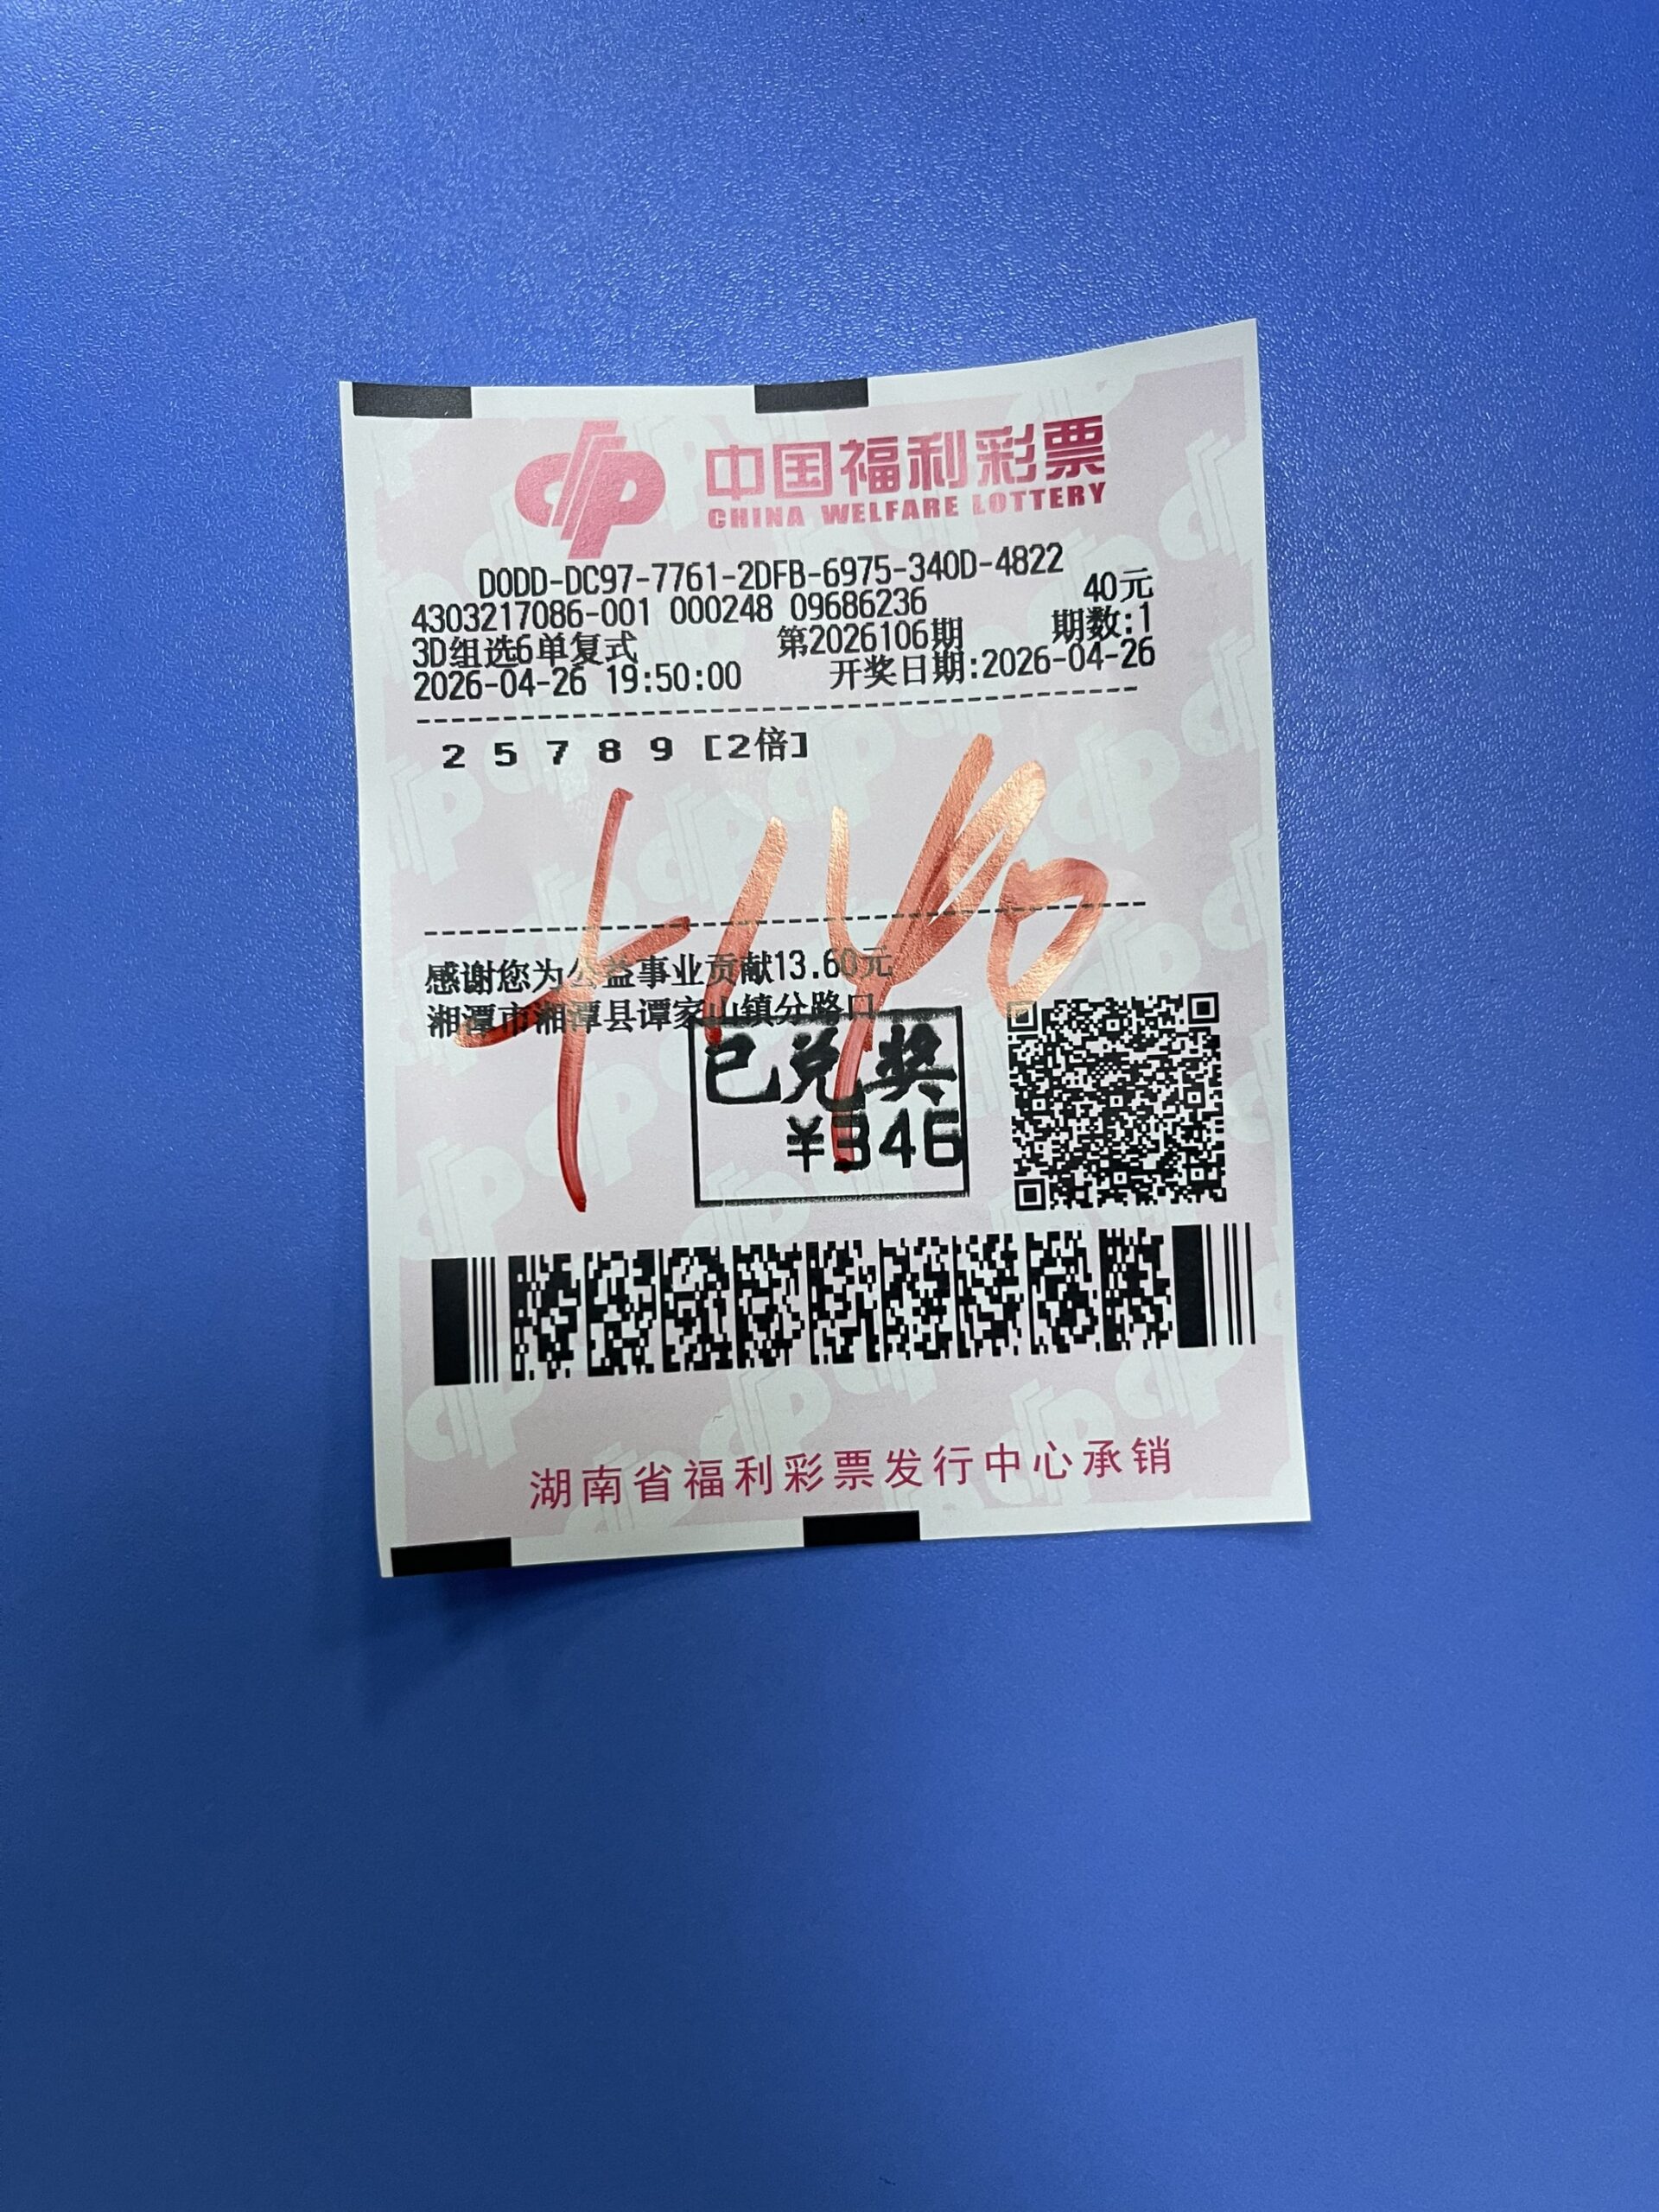 中国福利彩票
CHINA WELFARE LOTTERY
D0DD-DC97-7761-2DFB-6975-340D-4822
4303217086-001 000248 09686236 40元
3D组选6单复式 第2026106期 期数:1
2026-04-26 19:50:00 开奖日期:2026-04-26
2 5 7 8 9 [2倍]
感谢您为公益事业贡献13.60元
湘潭市湘潭县谭家山镇分路口
已兑奖
¥346
湖南省福利彩票发行中心承销